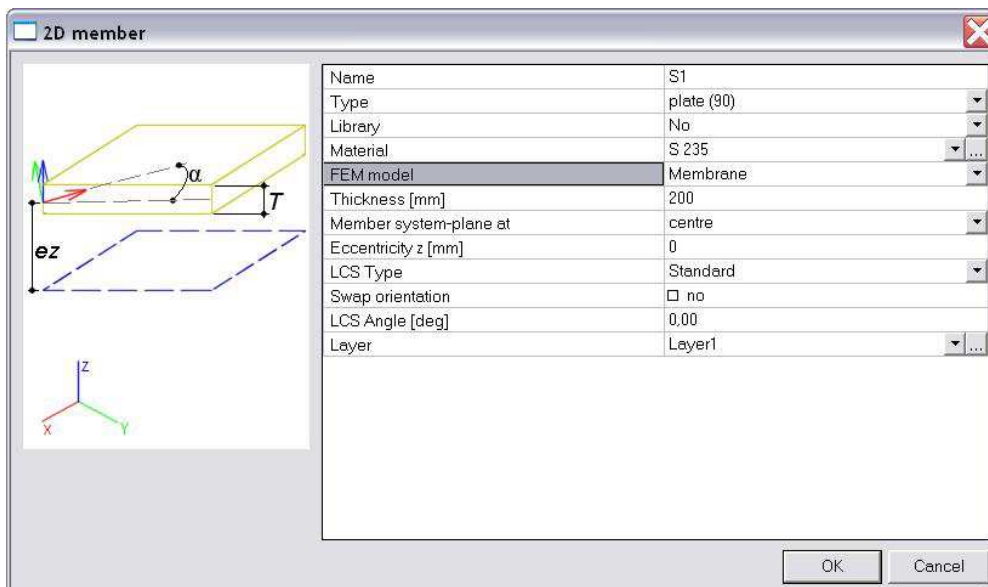 2D member
Name S1
Type plate (90)
Library No
Material S 235 ...
FEM model Membrane
Thickness [mm] 200
Member system-plane at centre
Eccentricity z [mm] 0
LCS Type Standard
Swap orientation no
LCS Angle [deg] 0,00
Layer Layer1 ...
α
T
ez
Z
X Y
OK Cancel